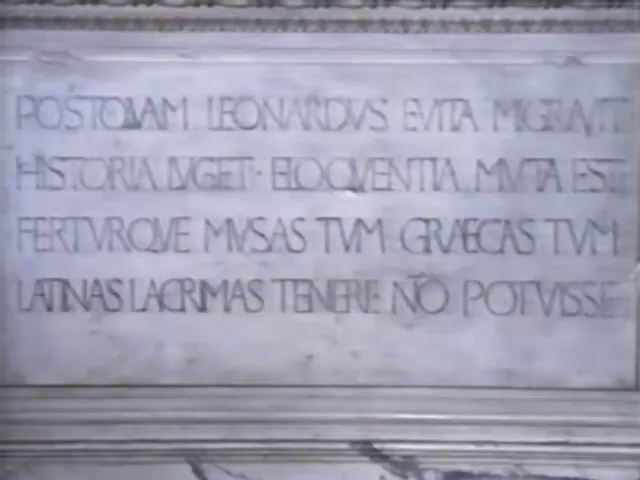 POSTQVAM LEONARDVS EVITA MIGRAVIT
HISTORIA LVGET· ELOQVENTIA MVTA EST
FERTVRQVE MVSAS TVM GRAECAS TVM
LATINAS LACRIMAS TENERE NŌ POTVISSE